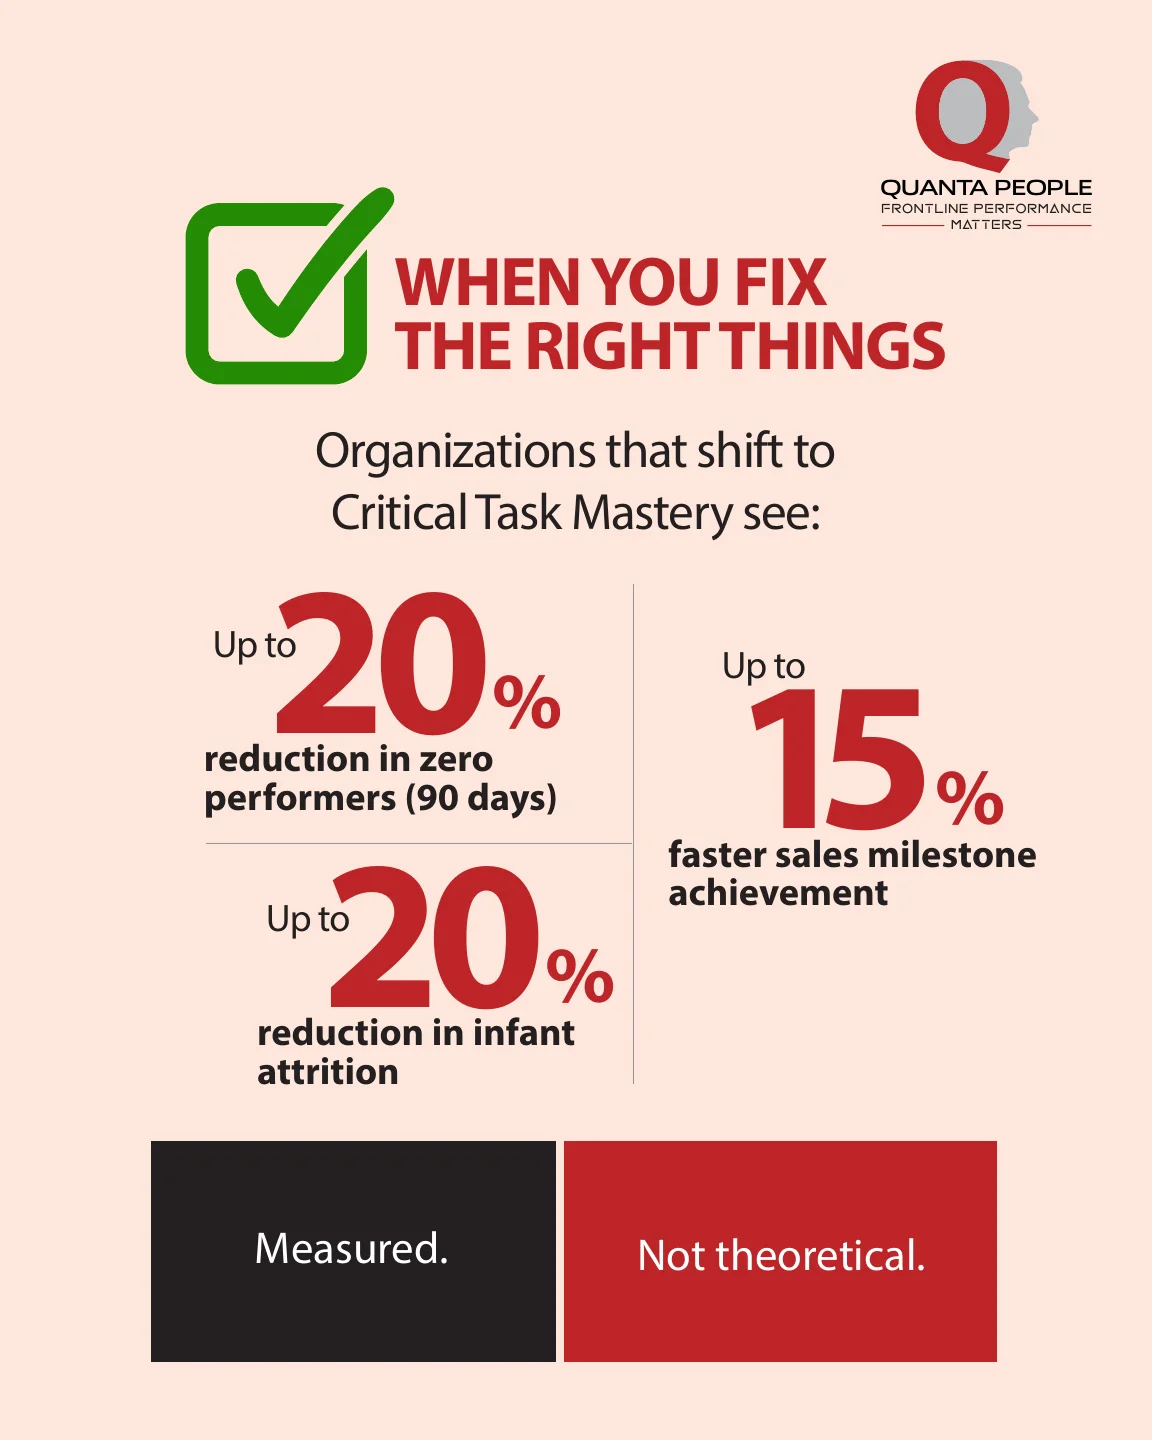 QUANTA PEOPLE
FRONTLINE PERFORMANCE
MATTERS
WHEN YOU FIX
THE RIGHT THINGS
Organizations that shift to
Critical Task Mastery see:
Up to 20%
reduction in zero
performers (90 days)
Up to 20%
reduction in infant
attrition
Up to
15%
faster sales milestone
achievement
Measured.
Not theoretical.